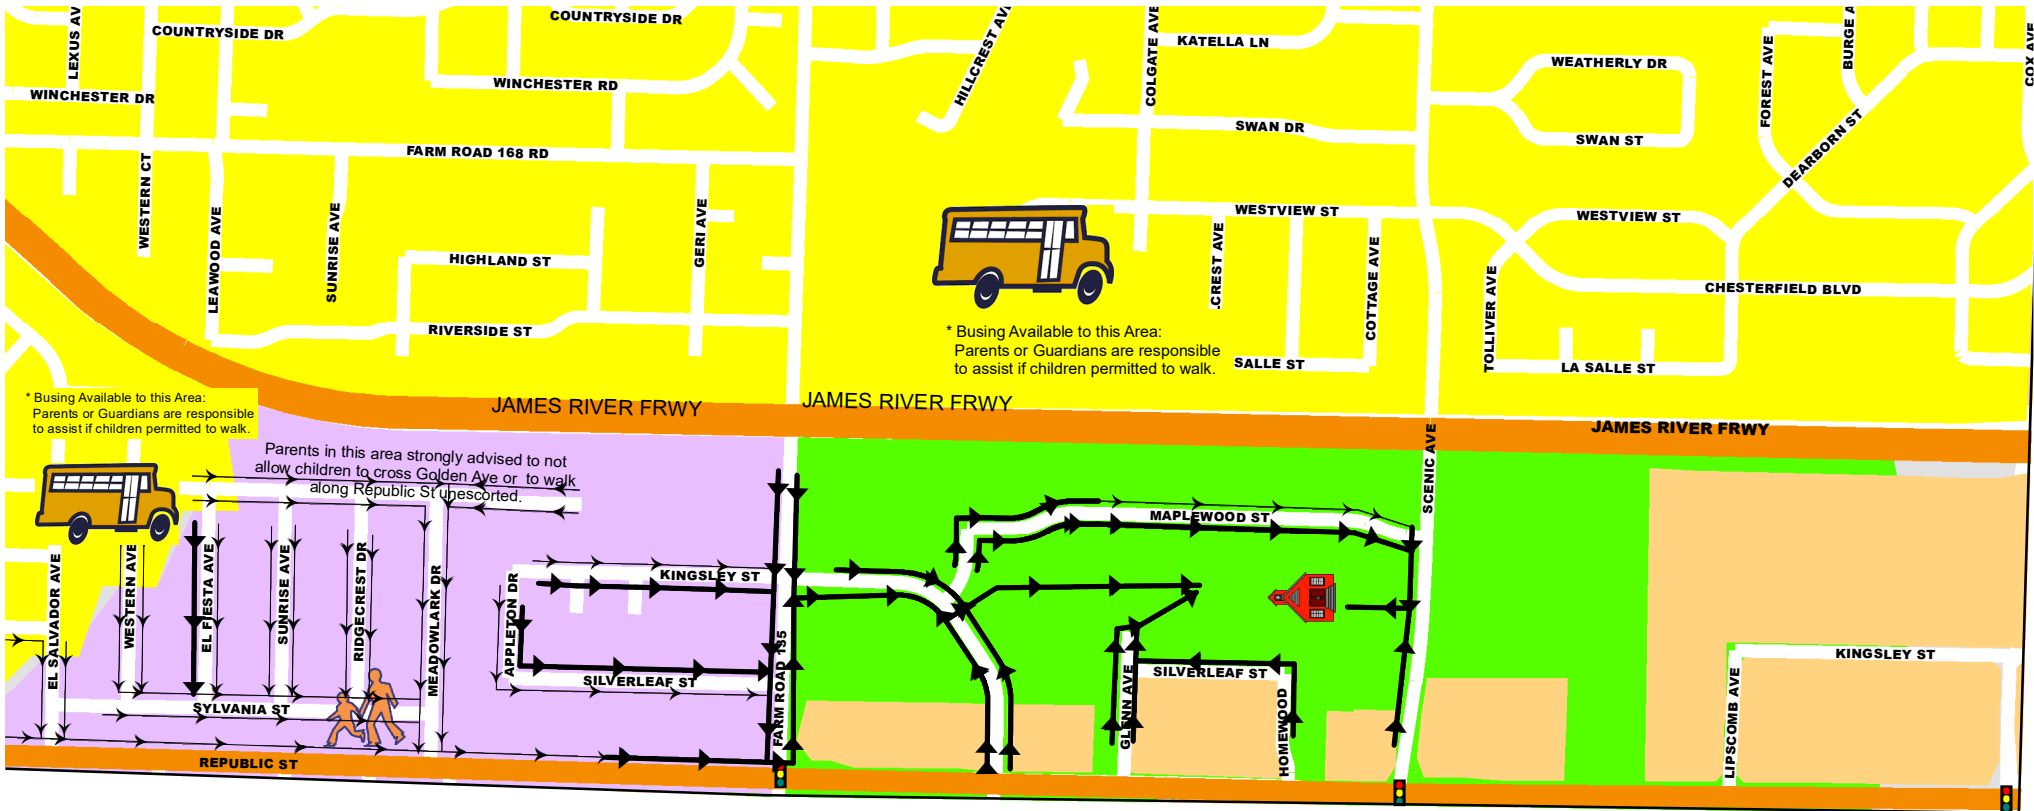 LEXUS AV
COUNTRYSIDE DR
COUNTRYSIDE DR
HILLCREST AV
COLGATE AVE
KATELLA LN
WEATHERLY DR
FOREST AVE
BURGE A
COX AVE
WINCHESTER DR
WINCHESTER RD
SWAN DR
SWAN ST
DEARBORN ST
FARM ROAD 168 RD
WESTERN CT
LEAWOOD AVE
SUNRISE AVE
GERI AVE
HIGHLAND ST
RIVERSIDE ST
WESTVIEW ST
WESTVIEW ST
CREST AVE
COTTAGE AVE
TOLLIVER AVE
CHESTERFIELD BLVD
SALLE ST
LA SALLE ST
* Busing Available to this Area:
Parents or Guardians are responsible
to assist if children permitted to walk.
* Busing Available to this Area:
Parents or Guardians are responsible
to assist if children permitted to walk.
JAMES RIVER FRWY
JAMES RIVER FRWY
JAMES RIVER FRWY
Parents in this area strongly advised to not
allow children to cross Golden Ave or to walk
along Republic St unescorted.
SCENIC AVE
MAPLEWOOD ST
EL SALVADOR AVE
WESTERN AVE
EL FIESTA AVE
SUNRISE AVE
RIDGECREST DR
MEADOWLARK DR
APPLETON DR
KINGSLEY ST
SILVERLEAF ST
FARM ROAD 135
SYLVANIA ST
GLENN AVE
SILVERLEAF ST
HOMEWOOD
KINGSLEY ST
LIPSCOMB AVE
REPUBLIC ST